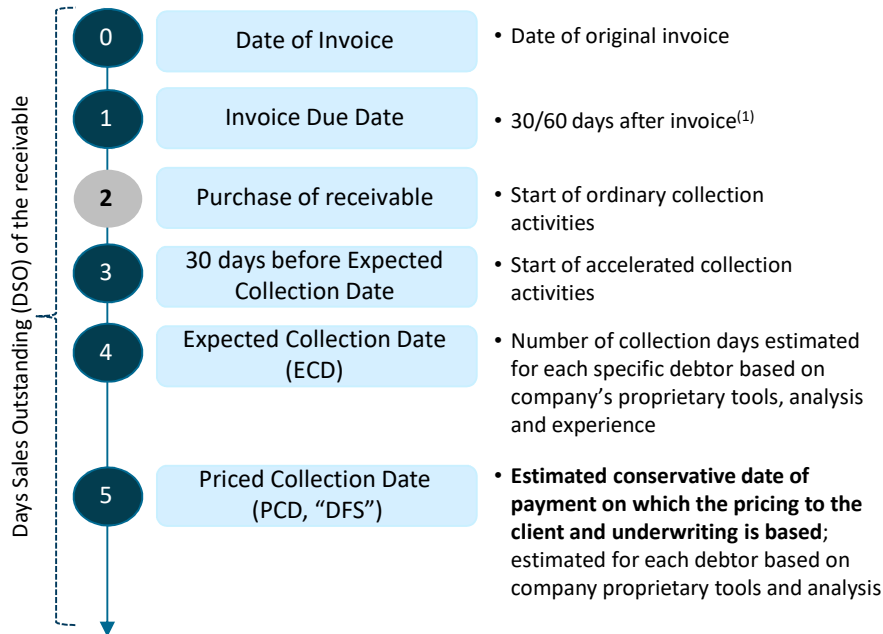 Days Sales Outstanding (DSO) of the receivable
0
Date of Invoice
• Date of original invoice
1
Invoice Due Date
• 30/60 days after invoice(1)
2
Purchase of receivable
• Start of ordinary collection
activities
3
30 days before Expected
Collection Date
• Start of accelerated collection
activities
4
Expected Collection Date
(ECD)
• Number of collection days estimated
for each specific debtor based on
company’s proprietary tools, analysis
and experience
5
Priced Collection Date
(PCD, “DFS”)
• Estimated conservative date of
payment on which the pricing to the
client and underwriting is based;
estimated for each debtor based on
company proprietary tools and analysis